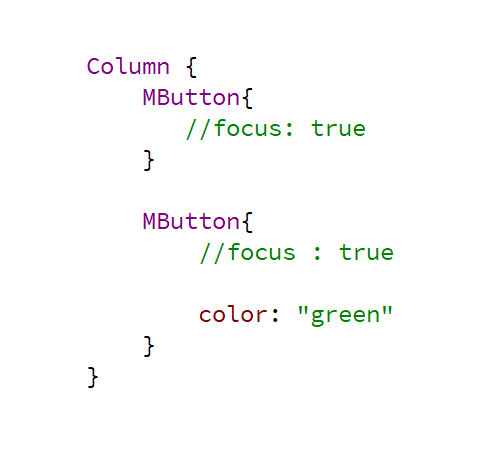 Column {
MButton{
//focus: true
}
MButton{
//focus : true
color: "green"
}
}